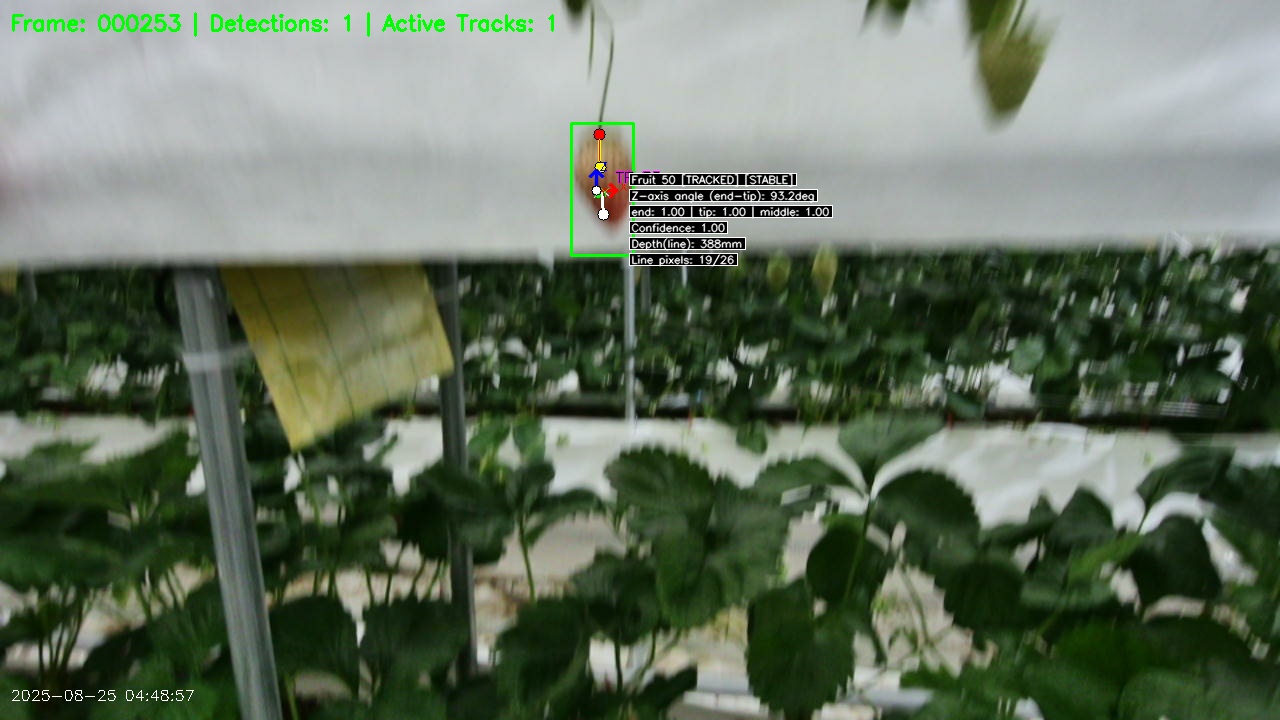 Frame: 000253 | Detections: 1 | Active Tracks: 1
Fruit 50 [TRACKED] [STABLE]
Z-axis angle (end-tip): 93.2deg
end: 1.00 | tip: 1.00 | middle: 1.00
Confidence: 1.00
Depth(line): 388mm
Line pixels: 19/26
2025-08-25 04:48:57